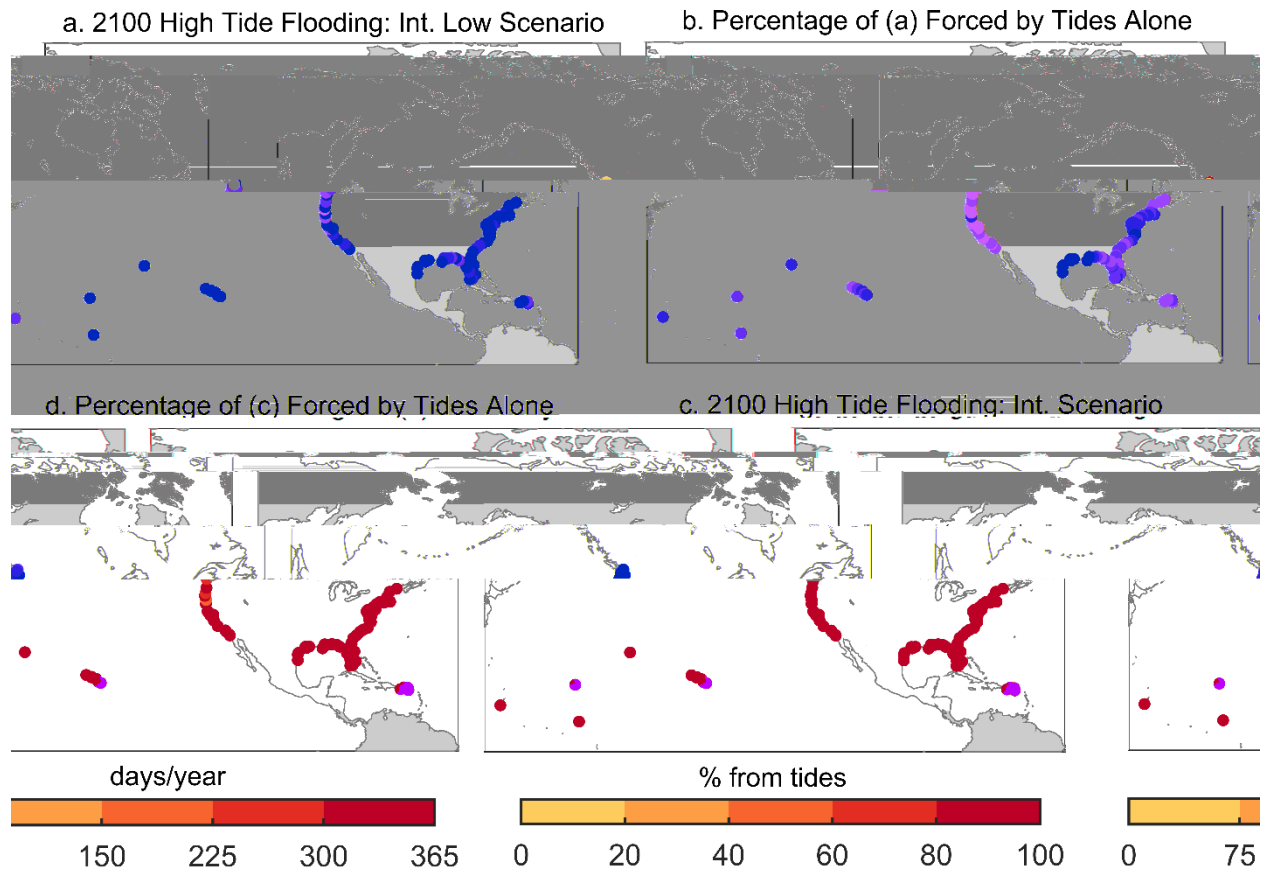 a. 2100 High Tide Flooding: Int. Low Scenario
b. Percentage of (a) Forced by Tides Alone
d. Percentage of (c) Forced by Tides Alone
c. 2100 High Tide Flooding: Int. Scenario
days/year
% from tides
150 225 300 365
0 20 40 60 80 100
0 75